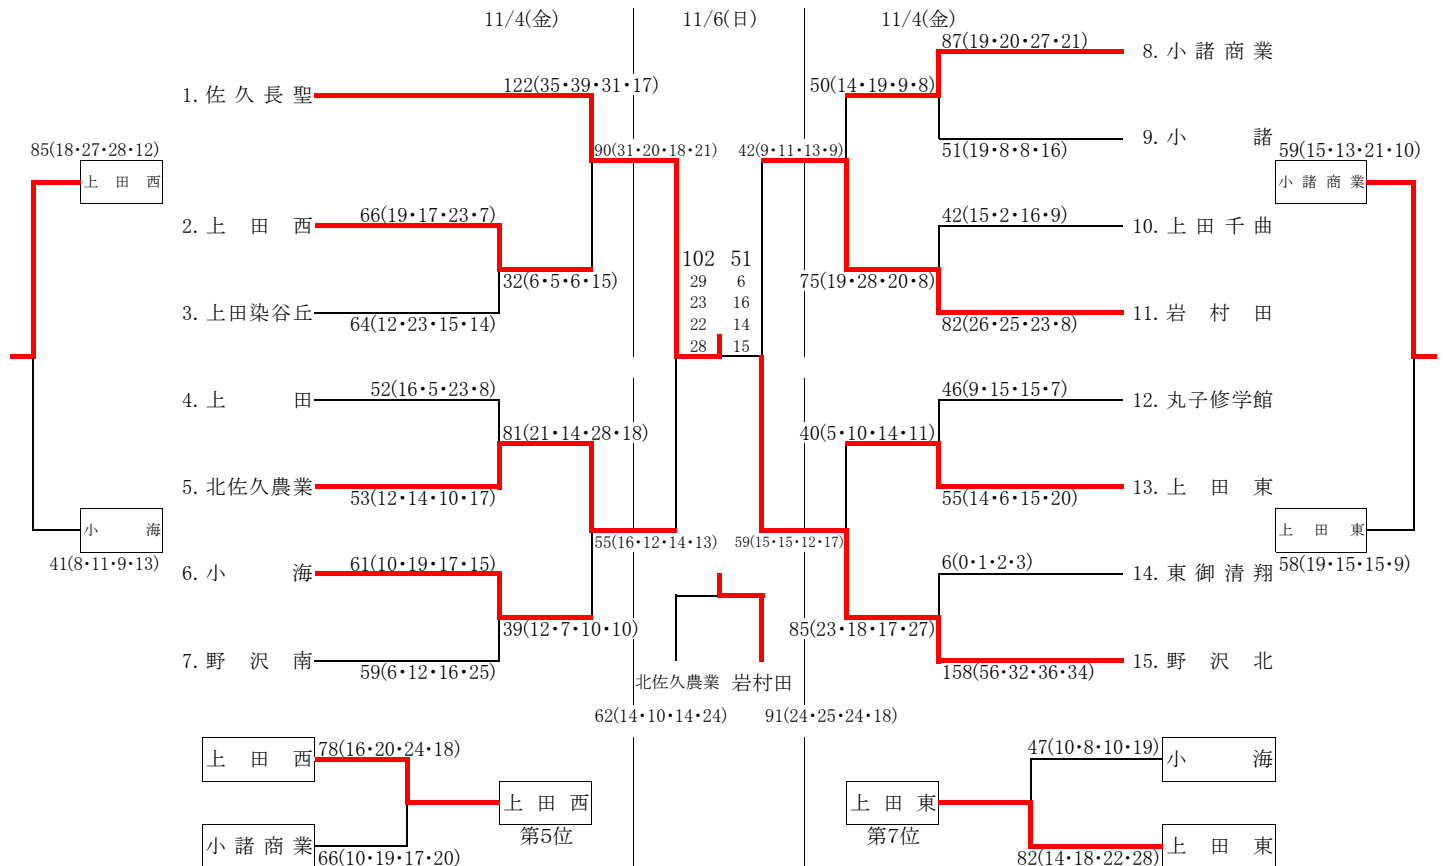 11/4(金) 11/6(日) 11/4(金)
87(19・20・27・21)
8. 小諸商業
122(35・39・31・17)
50(14・19・9・8)
1. 佐久長聖
9. 小 諸
85(18・27・28・12)
90(31・20・18・21)
42(9・11・13・9)
51(19・8・8・16)
59(15・13・21・10)
上田西
小諸商業
66(19・17・23・7)
42(15・2・16・9)
2. 上田西
10. 上田千曲
102 51
29 6
32(6・5・6・15)
75(19・28・20・8)
23 16
3. 上田染谷丘
11. 岩村田
64(12・23・15・14)
22 14
82(26・25・23・8)
28 15
52(16・5・23・8)
46(9・15・15・7)
4. 上 田
12. 丸子修学館
81(21・14・28・18)
40(5・10・14・11)
5. 北佐久農業
13. 上田東
53(12・14・10・17)
55(14・6・15・20)
小 海
上田東
55(16・12・14・13)
59(15・15・12・17)
41(8・11・9・13)
61(10・19・17・15)
6(0・1・2・3)
58(19・15・15・9)
6. 小 海
14. 東御清翔
39(12・7・10・10)
85(23・18・17・27)
7. 野沢南
15. 野沢北
59(6・12・16・25)
158(56・32・36・34)
北佐久農業 岩村田
62(14・10・14・24)
91(24・25・24・18)
上田西
78(16・20・24・18)
47(10・8・10・19)
小 海
上田西
上田東
第5位
第7位
小諸商業
66(10・19・17・20)
82(14・18・22・28)
上田東